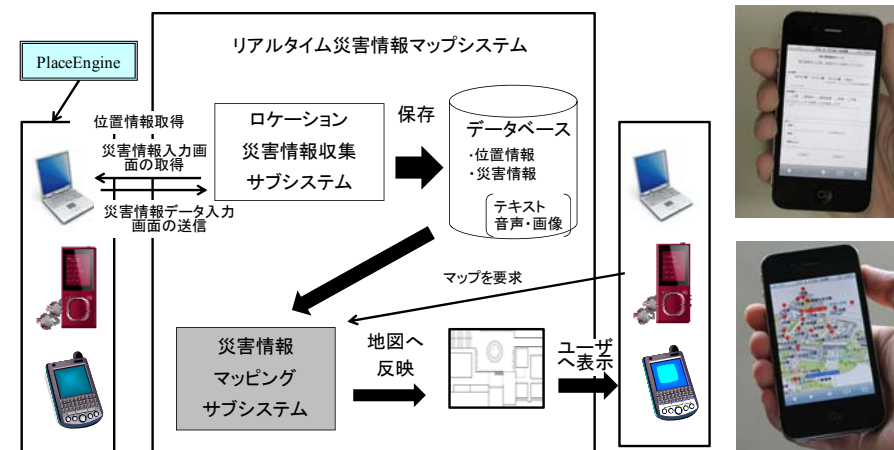 リアルタイム災害情報マップシステム
PlaceEngine
位置情報取得
災害情報入力画
面の取得
災害情報データ入力
画面の送信
ロケーション
災害情報収集
サブシステム
保存
データベース
・位置情報
・災害情報
テキスト
音声・画像
マップを要求
災害情報
マッピング
サブシステム
地図へ
反映
ユーザ
へ表示